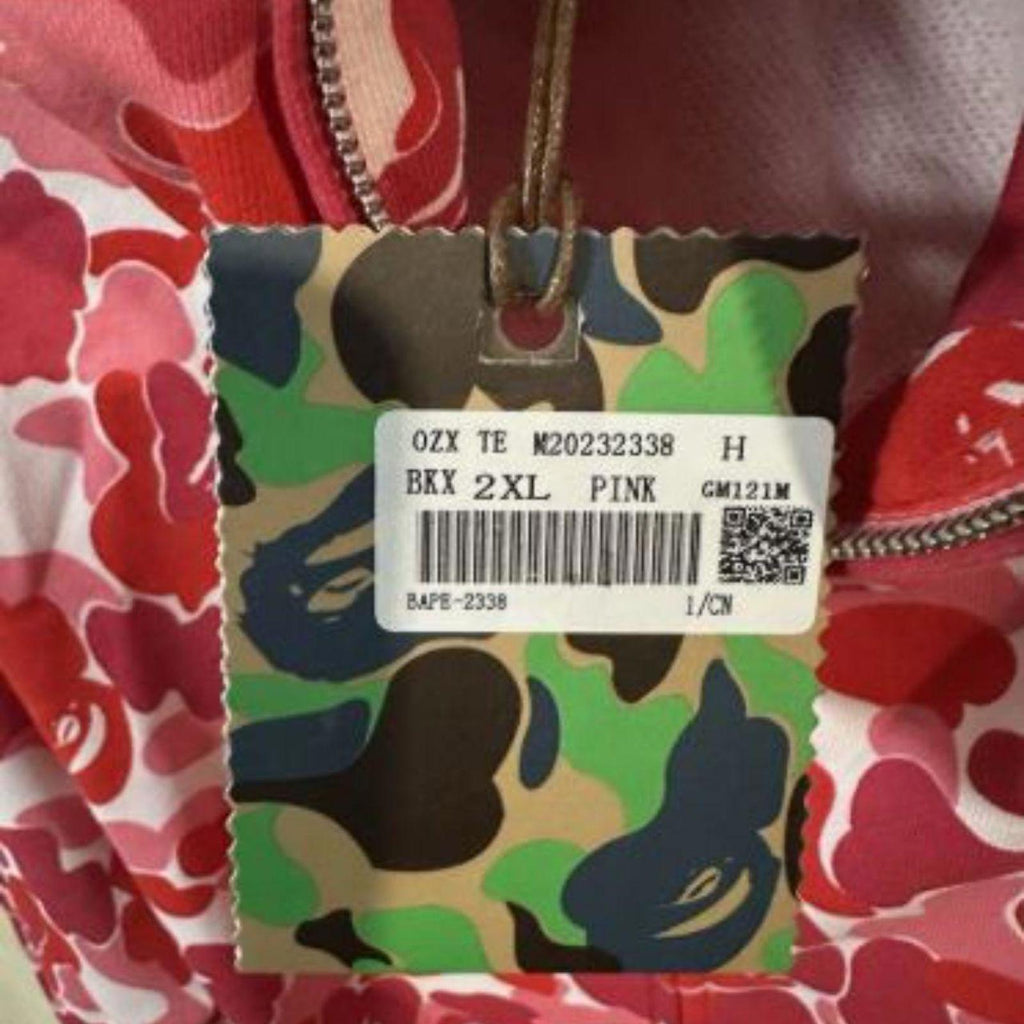 OZX TE M20232338 H
BKX 2XL PINK GM121M
BAPE-2338 1/CN